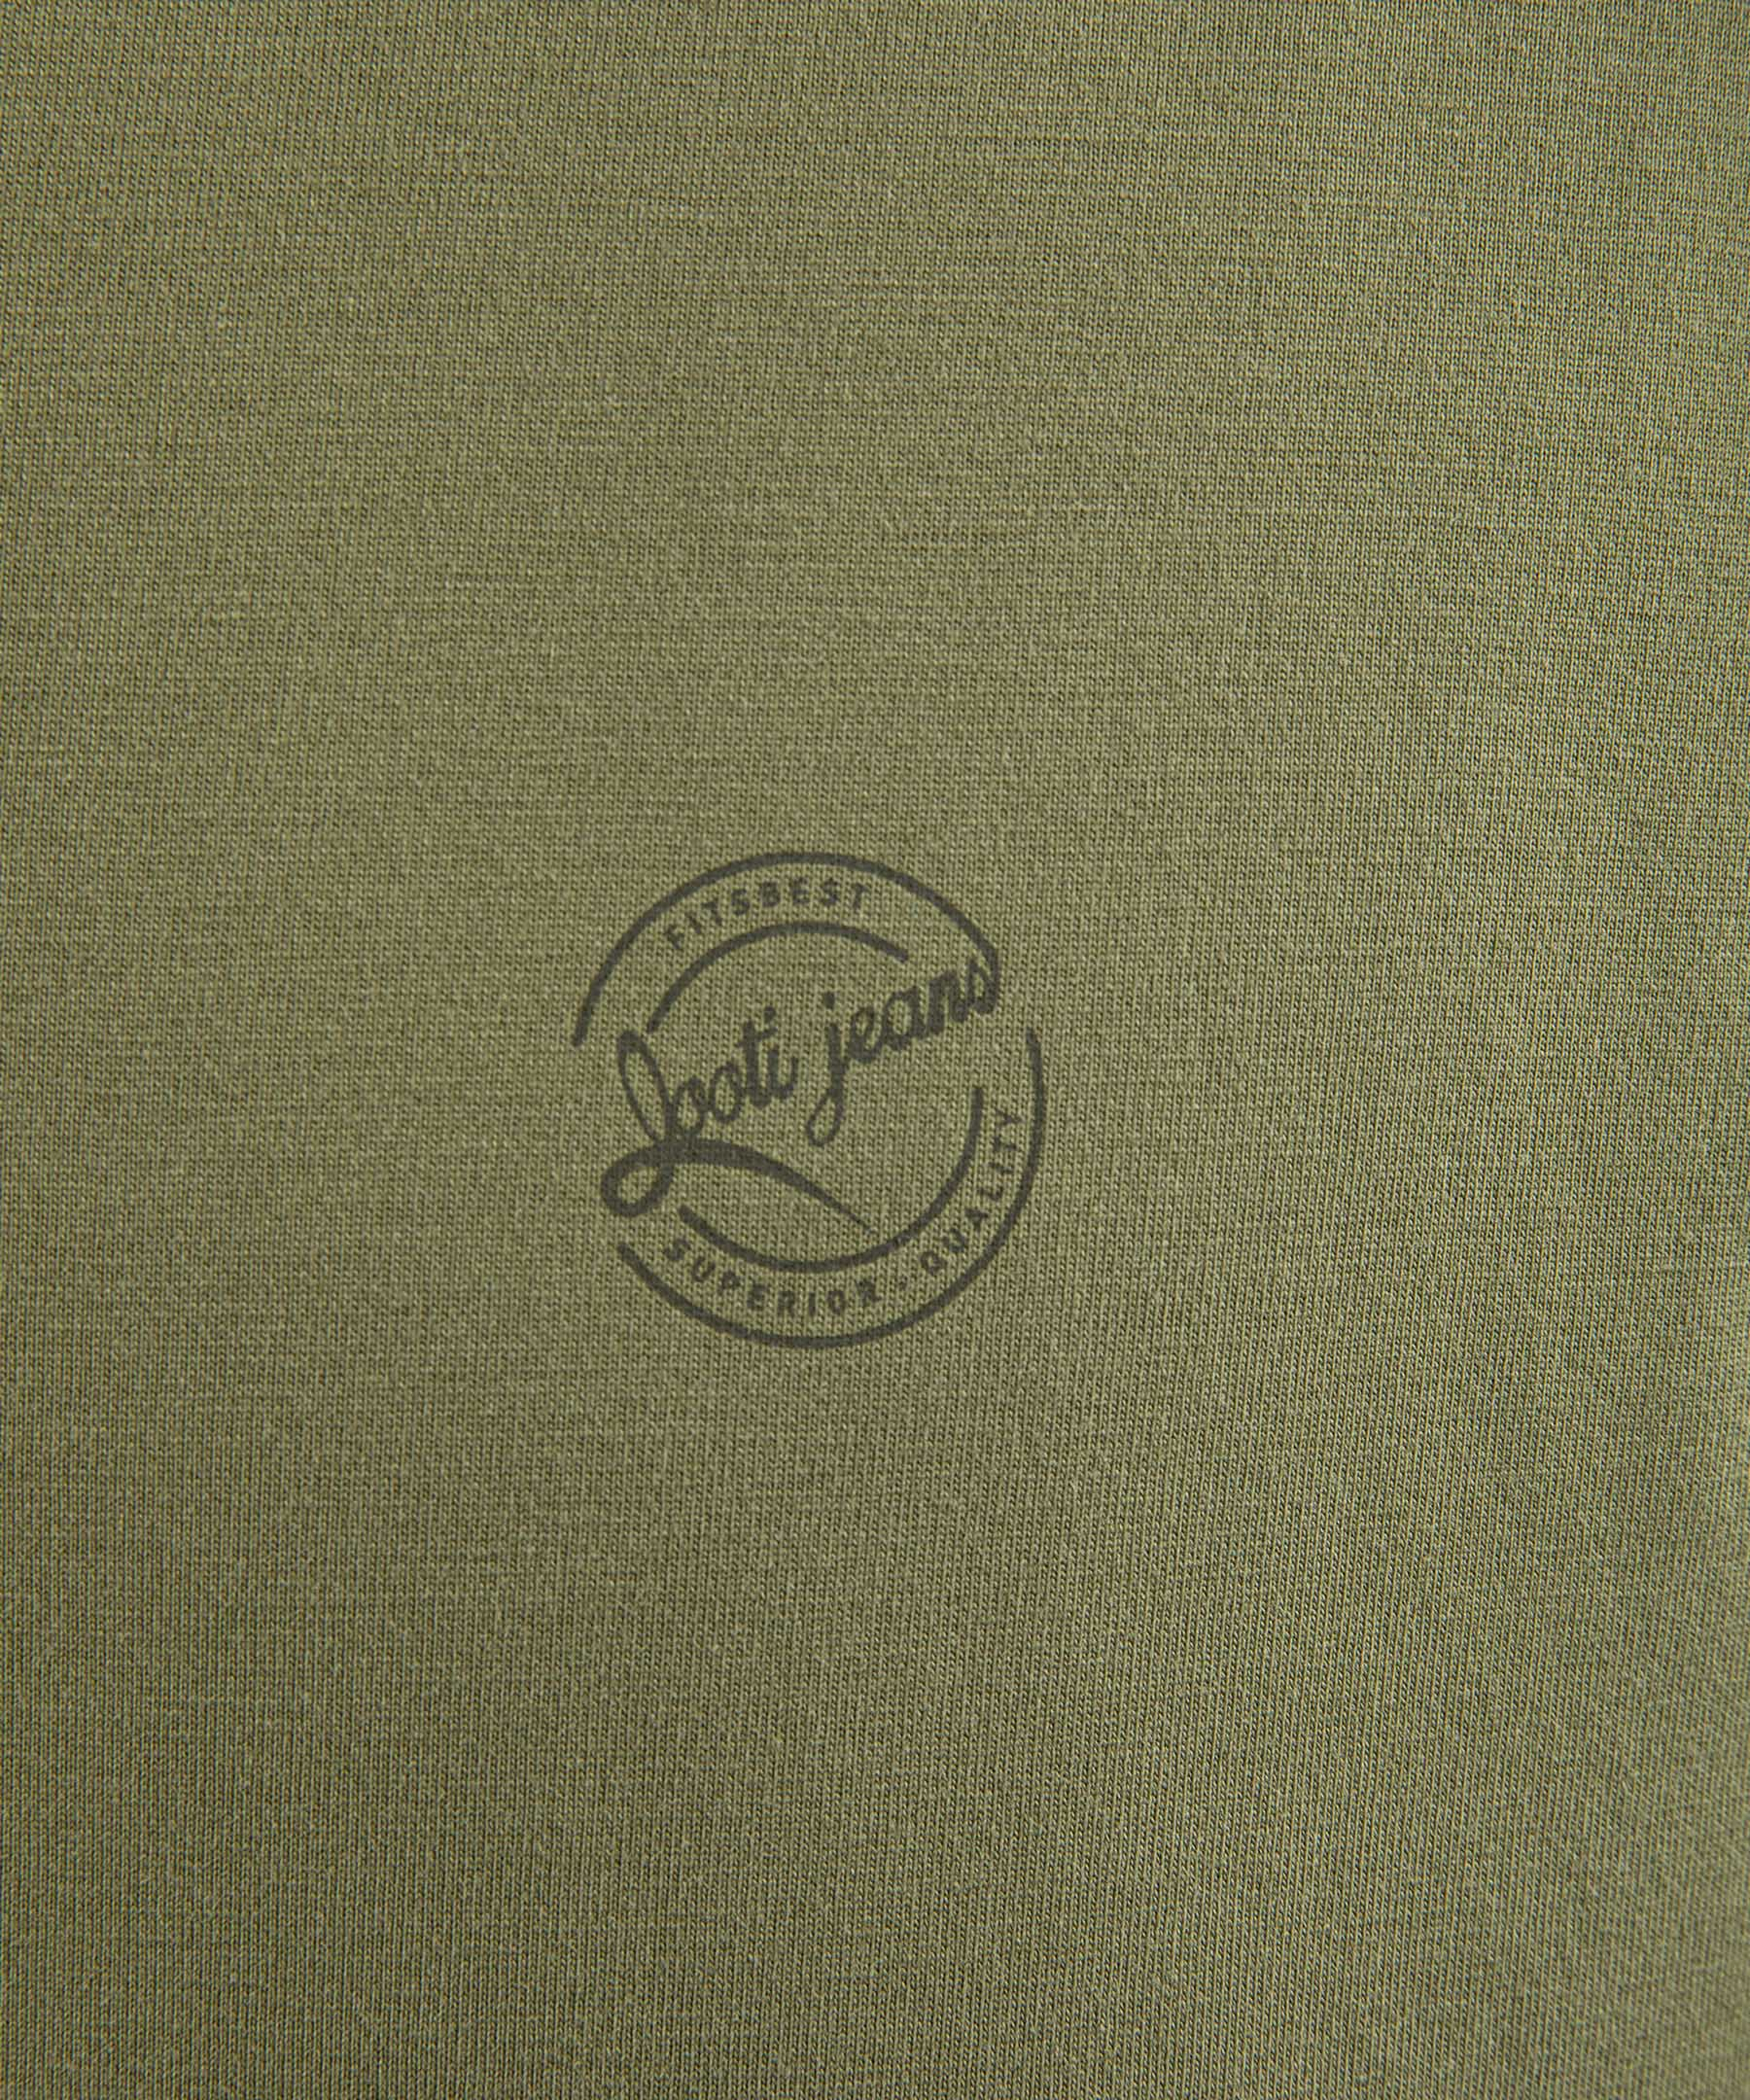 FITSBEST
Jooti jeans
SUPERIOR · QUALITY